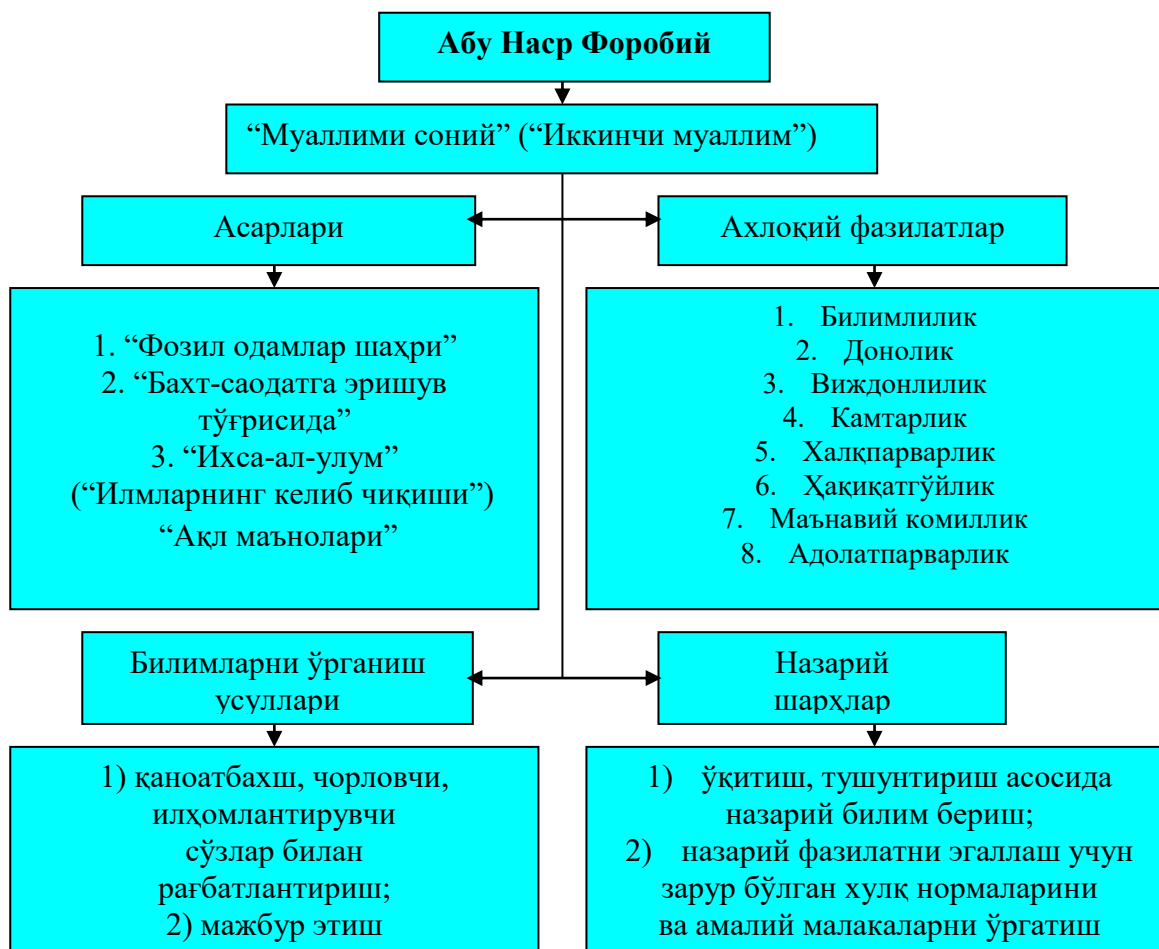 Абу Наср Форобий
“Муаллими соний” (“Иккинчи муаллим”)
Асарлари
Ахлоқий фазилатлар
1. “Фозил одамлар шаҳри”
2. “Бахт-саодатга эришув
тўғрисида”
3. “Ихса-ал-улум”
(“Илмларнинг келиб чиқиши”)
“Ақл маънолари”
1. Билимлилик
2. Донолик
3. Виждонлилик
4. Камтарлик
5. Халқпарварлик
6. Ҳақиқатгўйлик
7. Маънавий комиллик
8. Адолатпарварлик
Билимларни ўрганиш
усуллари
Назарий
шарҳлар
1) қаноатбахш, чорловчи,
илҳомлантирувчи
сўзлар билан
рағбатлантириш;
2) мажбур этиш
1) ўқитиш, тушунтириш асосида
назарий билим бериш;
2) назарий фазилатни эгаллаш учун
зарур бўлган хулқ нормаларини
ва амалий малакаларни ўргатиш